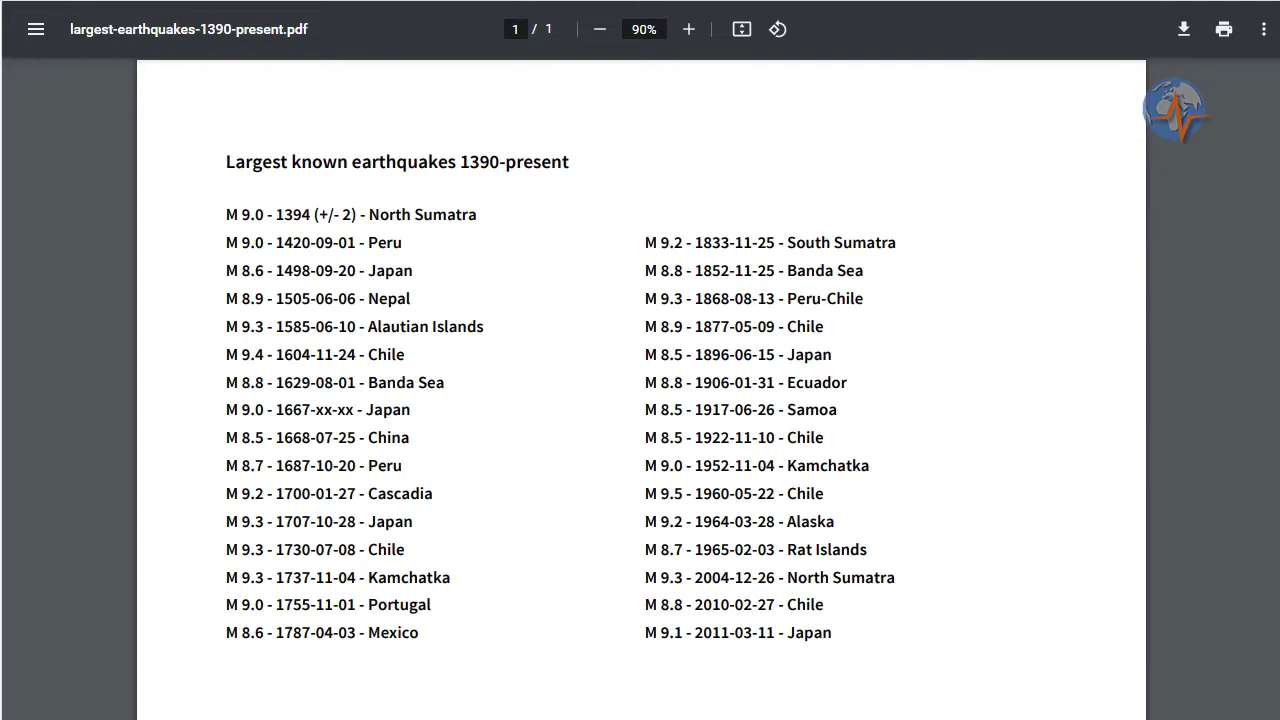 largest-earthquakes-1390-present.pdf
1 / 1
90%
Largest known earthquakes 1390-present
M 9.0 - 1394 (+/- 2) - North Sumatra
M 9.0 - 1420-09-01 - Peru
M 8.6 - 1498-09-20 - Japan
M 8.9 - 1505-06-06 - Nepal
M 9.3 - 1585-06-10 - Alautian Islands
M 9.4 - 1604-11-24 - Chile
M 8.8 - 1629-08-01 - Banda Sea
M 9.0 - 1667-xx-xx - Japan
M 8.5 - 1668-07-25 - China
M 8.7 - 1687-10-20 - Peru
M 9.2 - 1700-01-27 - Cascadia
M 9.3 - 1707-10-28 - Japan
M 9.3 - 1730-07-08 - Chile
M 9.3 - 1737-11-04 - Kamchatka
M 9.0 - 1755-11-01 - Portugal
M 8.6 - 1787-04-03 - Mexico
M 9.2 - 1833-11-25 - South Sumatra
M 8.8 - 1852-11-25 - Banda Sea
M 9.3 - 1868-08-13 - Peru-Chile
M 8.9 - 1877-05-09 - Chile
M 8.5 - 1896-06-15 - Japan
M 8.8 - 1906-01-31 - Ecuador
M 8.5 - 1917-06-26 - Samoa
M 8.5 - 1922-11-10 - Chile
M 9.0 - 1952-11-04 - Kamchatka
M 9.5 - 1960-05-22 - Chile
M 9.2 - 1964-03-28 - Alaska
M 8.7 - 1965-02-03 - Rat Islands
M 9.3 - 2004-12-26 - North Sumatra
M 8.8 - 2010-02-27 - Chile
M 9.1 - 2011-03-11 - Japan